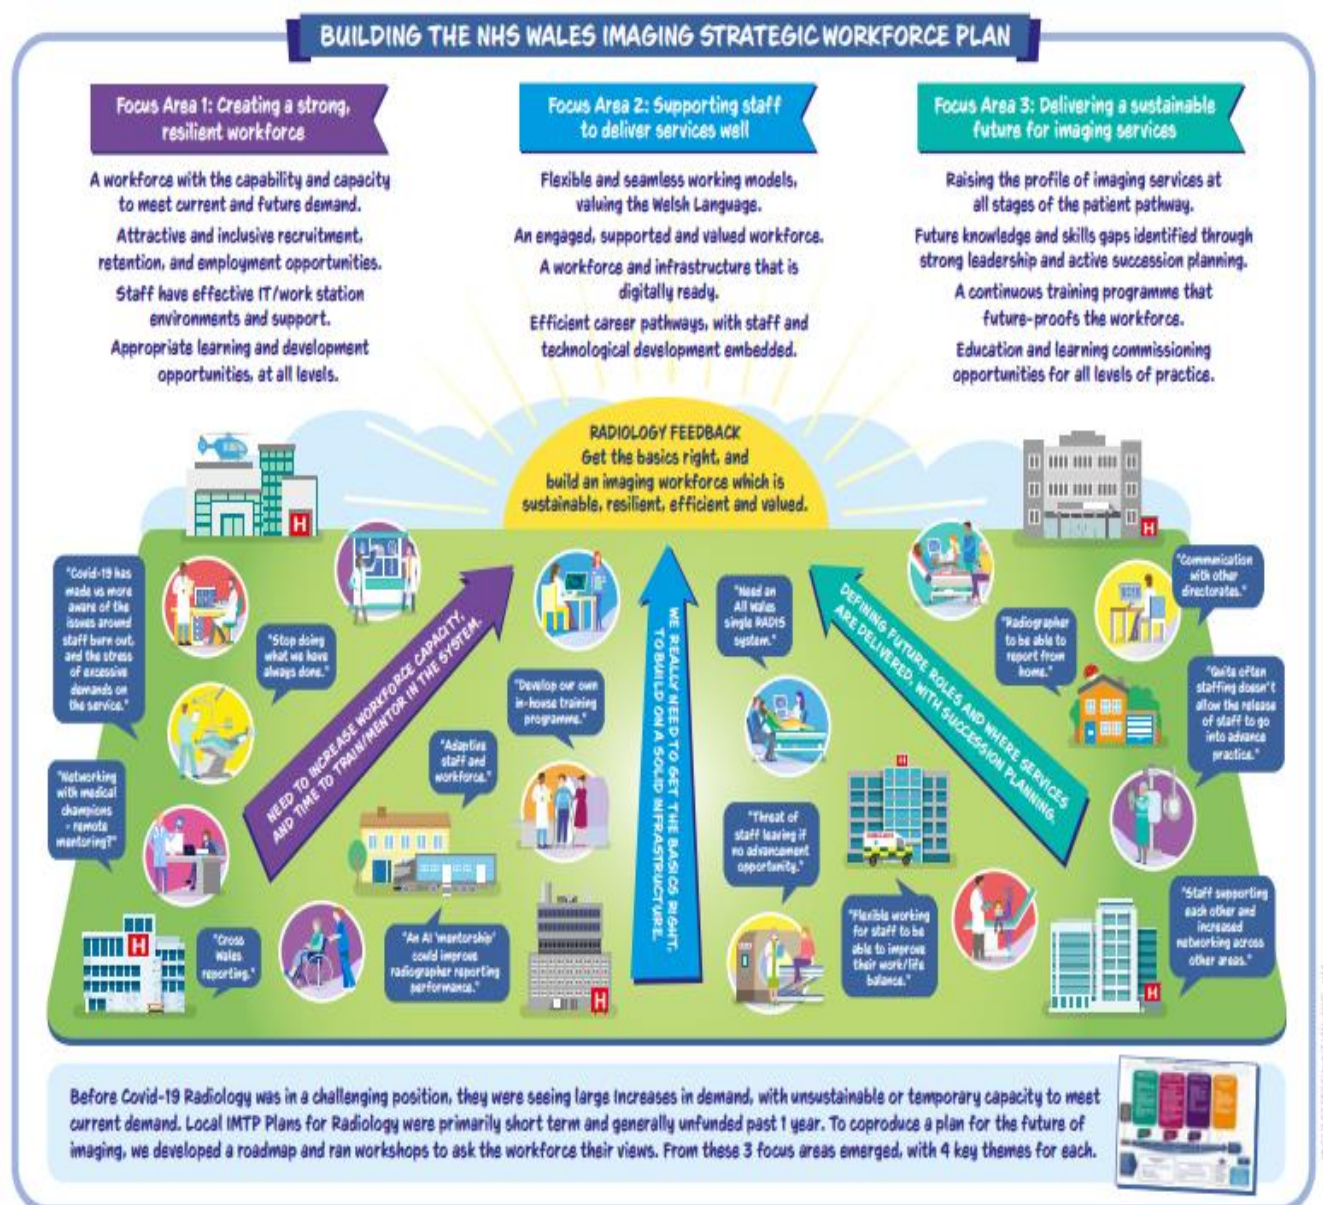 BUILDING THE NHS WALES IMAGING STRATEGIC WORKFORCE PLAN
Focus Area 1: Creating a strong,
resilient workforce
A workforce with the capability and capacity
to meet current and future demand.
Attractive and inclusive recruitment,
retention, and employment opportunities.
Staff have effective IT/work station
environments and support.
Appropriate learning and development
opportunities, at all levels.
Focus Area 2: Supporting staff
to deliver services well
Flexible and seamless working models,
valuing the Welsh Language.
An engaged, supported and valued workforce.
A workforce and infrastructure that is
digitally ready.
Efficient career pathways, with staff and
technological development embedded.
Focus Area 3: Delivering a sustainable
future for imaging services
Raising the profile of imaging services at
all stages of the patient pathway.
Future knowledge and skills gaps identified through
strong leadership and active succession planning.
A continuous training programme that
future-proofs the workforce.
Education and learning commissioning
opportunities for all levels of practice.
RADIOLOGY FEEDBACK
Get the basics right, and
build an imaging workforce which is
sustainable, resilient, efficient and valued.
H
H
"Covid-19 has
made us more
aware of the
issues around
staff burn out,
and the stress
of excessive
demands on
the service."
"Stop doing
what we have
always done."
"Networking
with medical
champions
- remote
mentoring?"
NEED TO INCREASE WORKFORCE CAPACITY,
AND TIME TO TRAIN/MENTOR IN THE SYSTEM.
"Adaptive
staff and
workforce."
"Develop our own
in-house training
programme."
H
"Cross
Wales
reporting."
"An AI 'mentorship'
could improve
radiographer reporting
performance."
H
WE REALLY NEED TO GET THE BASICS RIGHT,
TO BUILD ON A SOLID INFRASTRUCTURE.
"Need an
All Wales
single RADIS
system."
"Threat of
staff leaving if
no advancement
opportunity."
DEFINING FUTURE ROLES AND WHERE SERVICES
ARE DELIVERED, WITH SUCCESSION PLANNING.
H
"Flexible working
for staff to be
able to improve
their work/life
balance."
"Radiographer
to be able to
report from
home."
"Communication
with other
directorates."
"Quite often
staffing doesn't
allow the release
of staff to go
into advance
practice."
"Staff supporting
each other and
increased
networking across
other areas."
H
Before Covid-19 Radiology was in a challenging position, they were seeing large Increases in demand, with unsustainable or temporary capacity to meet
current demand. Local IMTP Plans for Radiology were primarily short term and generally unfunded past 1 year. To coproduce a plan for the future of
imaging, we developed a roadmap and ran workshops to ask the workforce their views. From these 3 focus areas emerged, with 4 key themes for each.